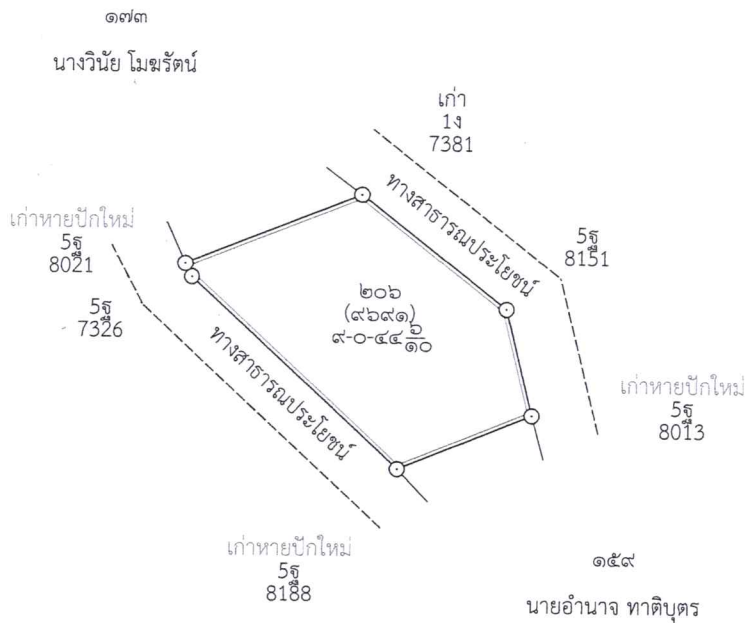 ๑๗๓
นางวินัย โมฆรัตน์
เก่า
1ง
7381
ทางสาธารณประโยชน์
เก่าหายปักใหม่
5ฐ
8021
5ฐ
8151
5ฐ
7326
๒๐๖
(๙๖๙๑)
๙-๐-๔๔ ๖/๑๐
ทางสาธารณประโยชน์
เก่าหายปักใหม่
5ฐ
8013
เก่าหายปักใหม่
5ฐ
8188
๑๕๙
นายอำนาจ ทาติบุตร